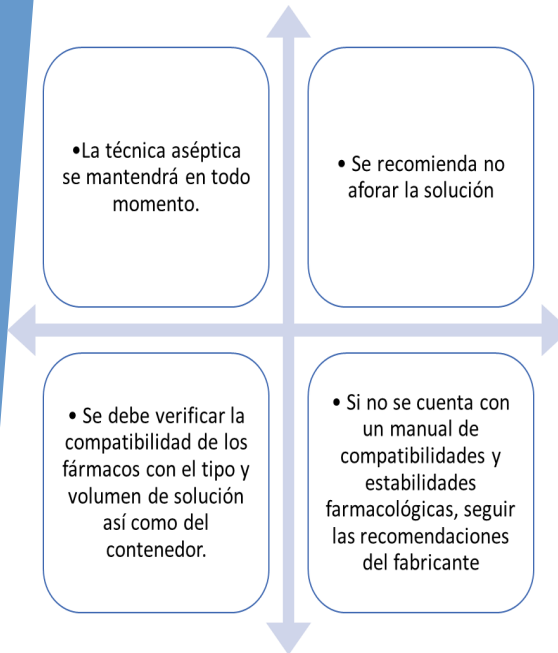 •La técnica aséptica
se mantendrá en todo
momento.
• Se recomienda no
aforar la solución
• Se debe verificar la
compatibilidad de los
fármacos con el tipo y
volumen de solución
así como del
contenedor.
• Si no se cuenta con
un manual de
compatibilidades y
estabilidades
farmacológicas, seguir
las recomendaciones
del fabricante